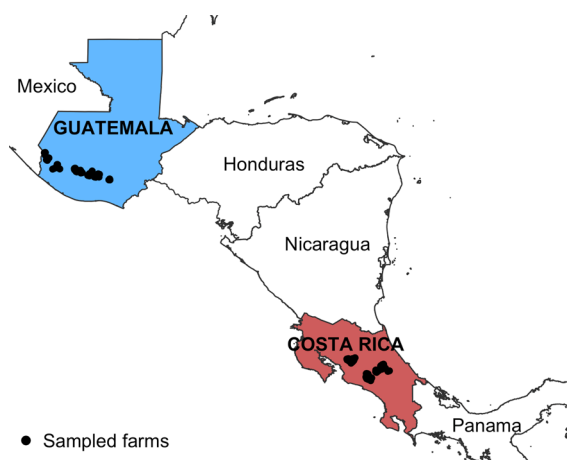 Mexico
GUATEMALA
Honduras
Nicaragua
COSTA RICA
Panama
Sampled farms